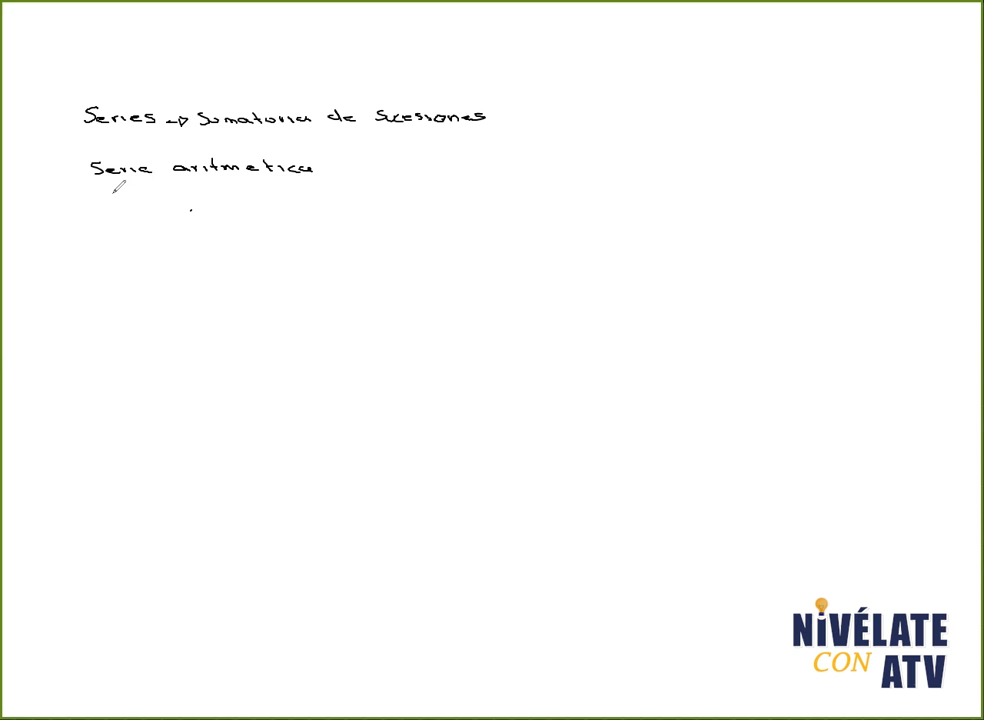 Series → Sumatoria de sucesiones
Serie aritmetica
NIVÉLATE
CON
ATV